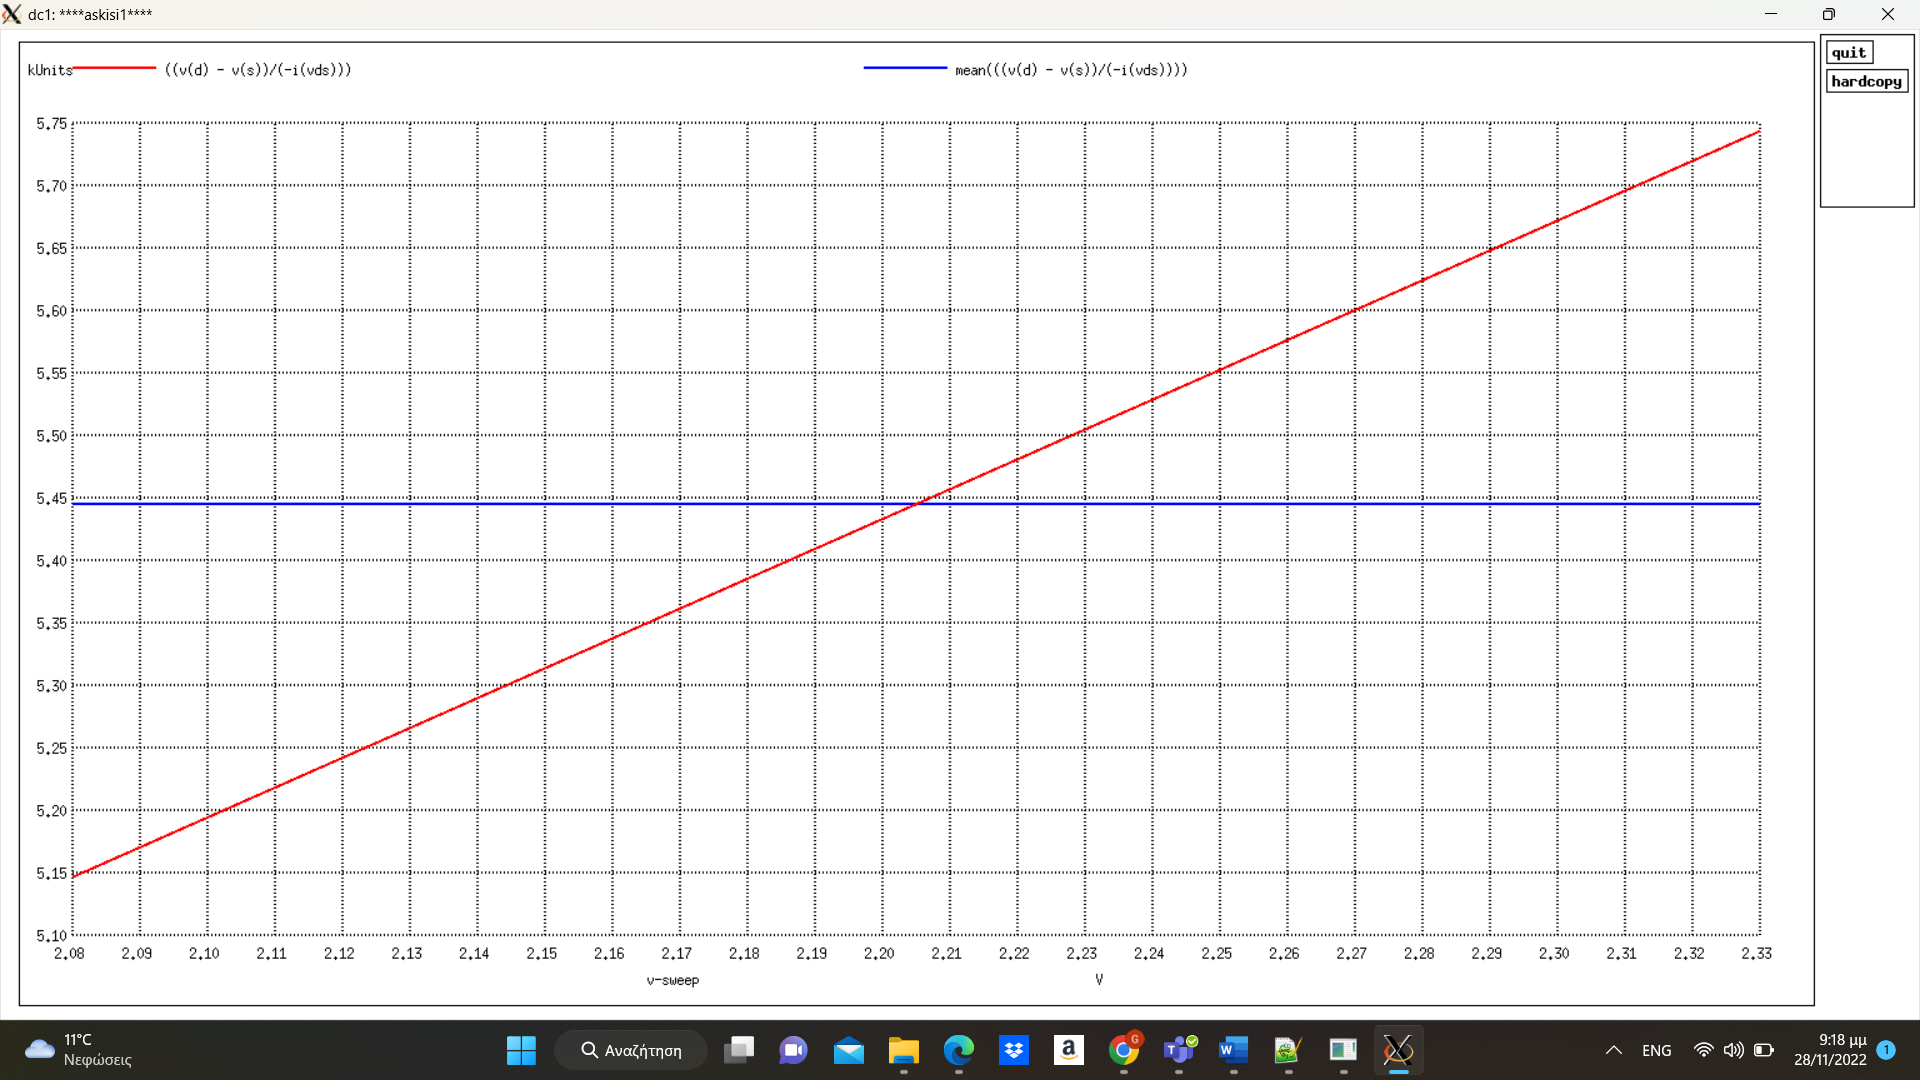 dc1: ****askisi1****
quit
hardcopy
kUnits ((v(d) - v(s))/(-i(vds))) mean(((v(d) - v(s))/(-i(vds))))
5.75
5.70
5.65
5.60
5.55
5.50
5.45
5.40
5.35
5.30
5.25
5.20
5.15
5.10
2.08 2.09 2.10 2.11 2.12 2.13 2.14 2.15 2.16 2.17 2.18 2.19 2.20 2.21 2.22 2.23 2.24 2.25 2.26 2.27 2.28 2.29 2.30 2.31 2.32 2.33
v-sweep V
11°C
Νεφώσεις
Αναζήτηση
a
G
T
W
ENG
9:18 μμ
28/11/2022
1